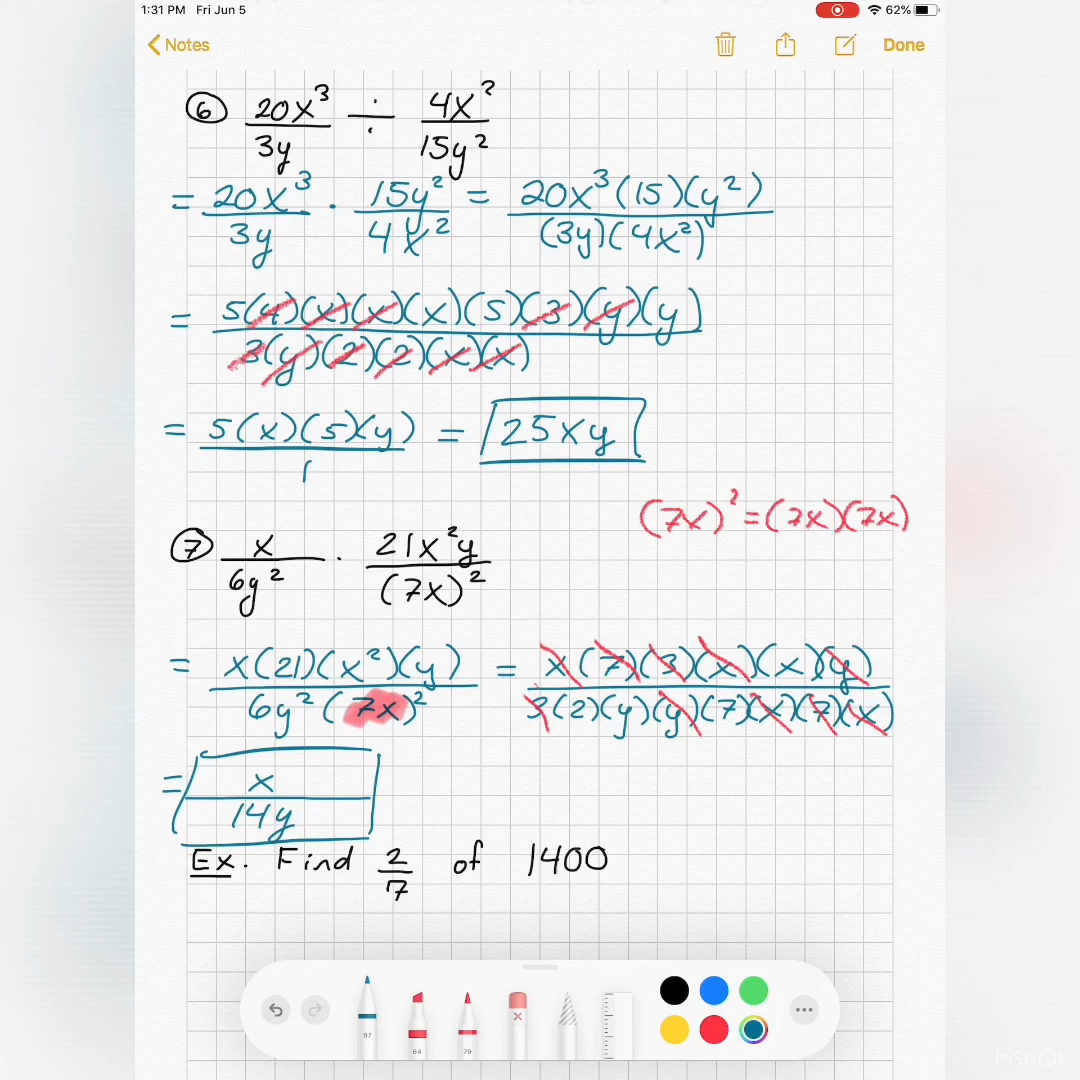 1:31 PM Fri Jun 5 62%
Notes Done
⑥ 20x³/3y ÷ 4x²/15y²
= 20x³/3y · 15y²/4x² = 20x³(15)(y²)/(3y)(4x²)
= 5(4)(x)(x)(x)(5)(3)(y)(y)/3(y)(2)(2)(x)(x)
= 5(x)(5)(y)/1 = 25xy
(7x)²=(7x)(7x)
⑦ x/6y² · 21x²y/(7x)²
= x(21)(x²)(y)/6y²(7x)² = x(7)(3)(x)(x)(y)/3(2)(y)(y)(7)(x)(7)(x)
= x/14y
Ex. Find 2/7 of 1400
97 64 79
InShOt